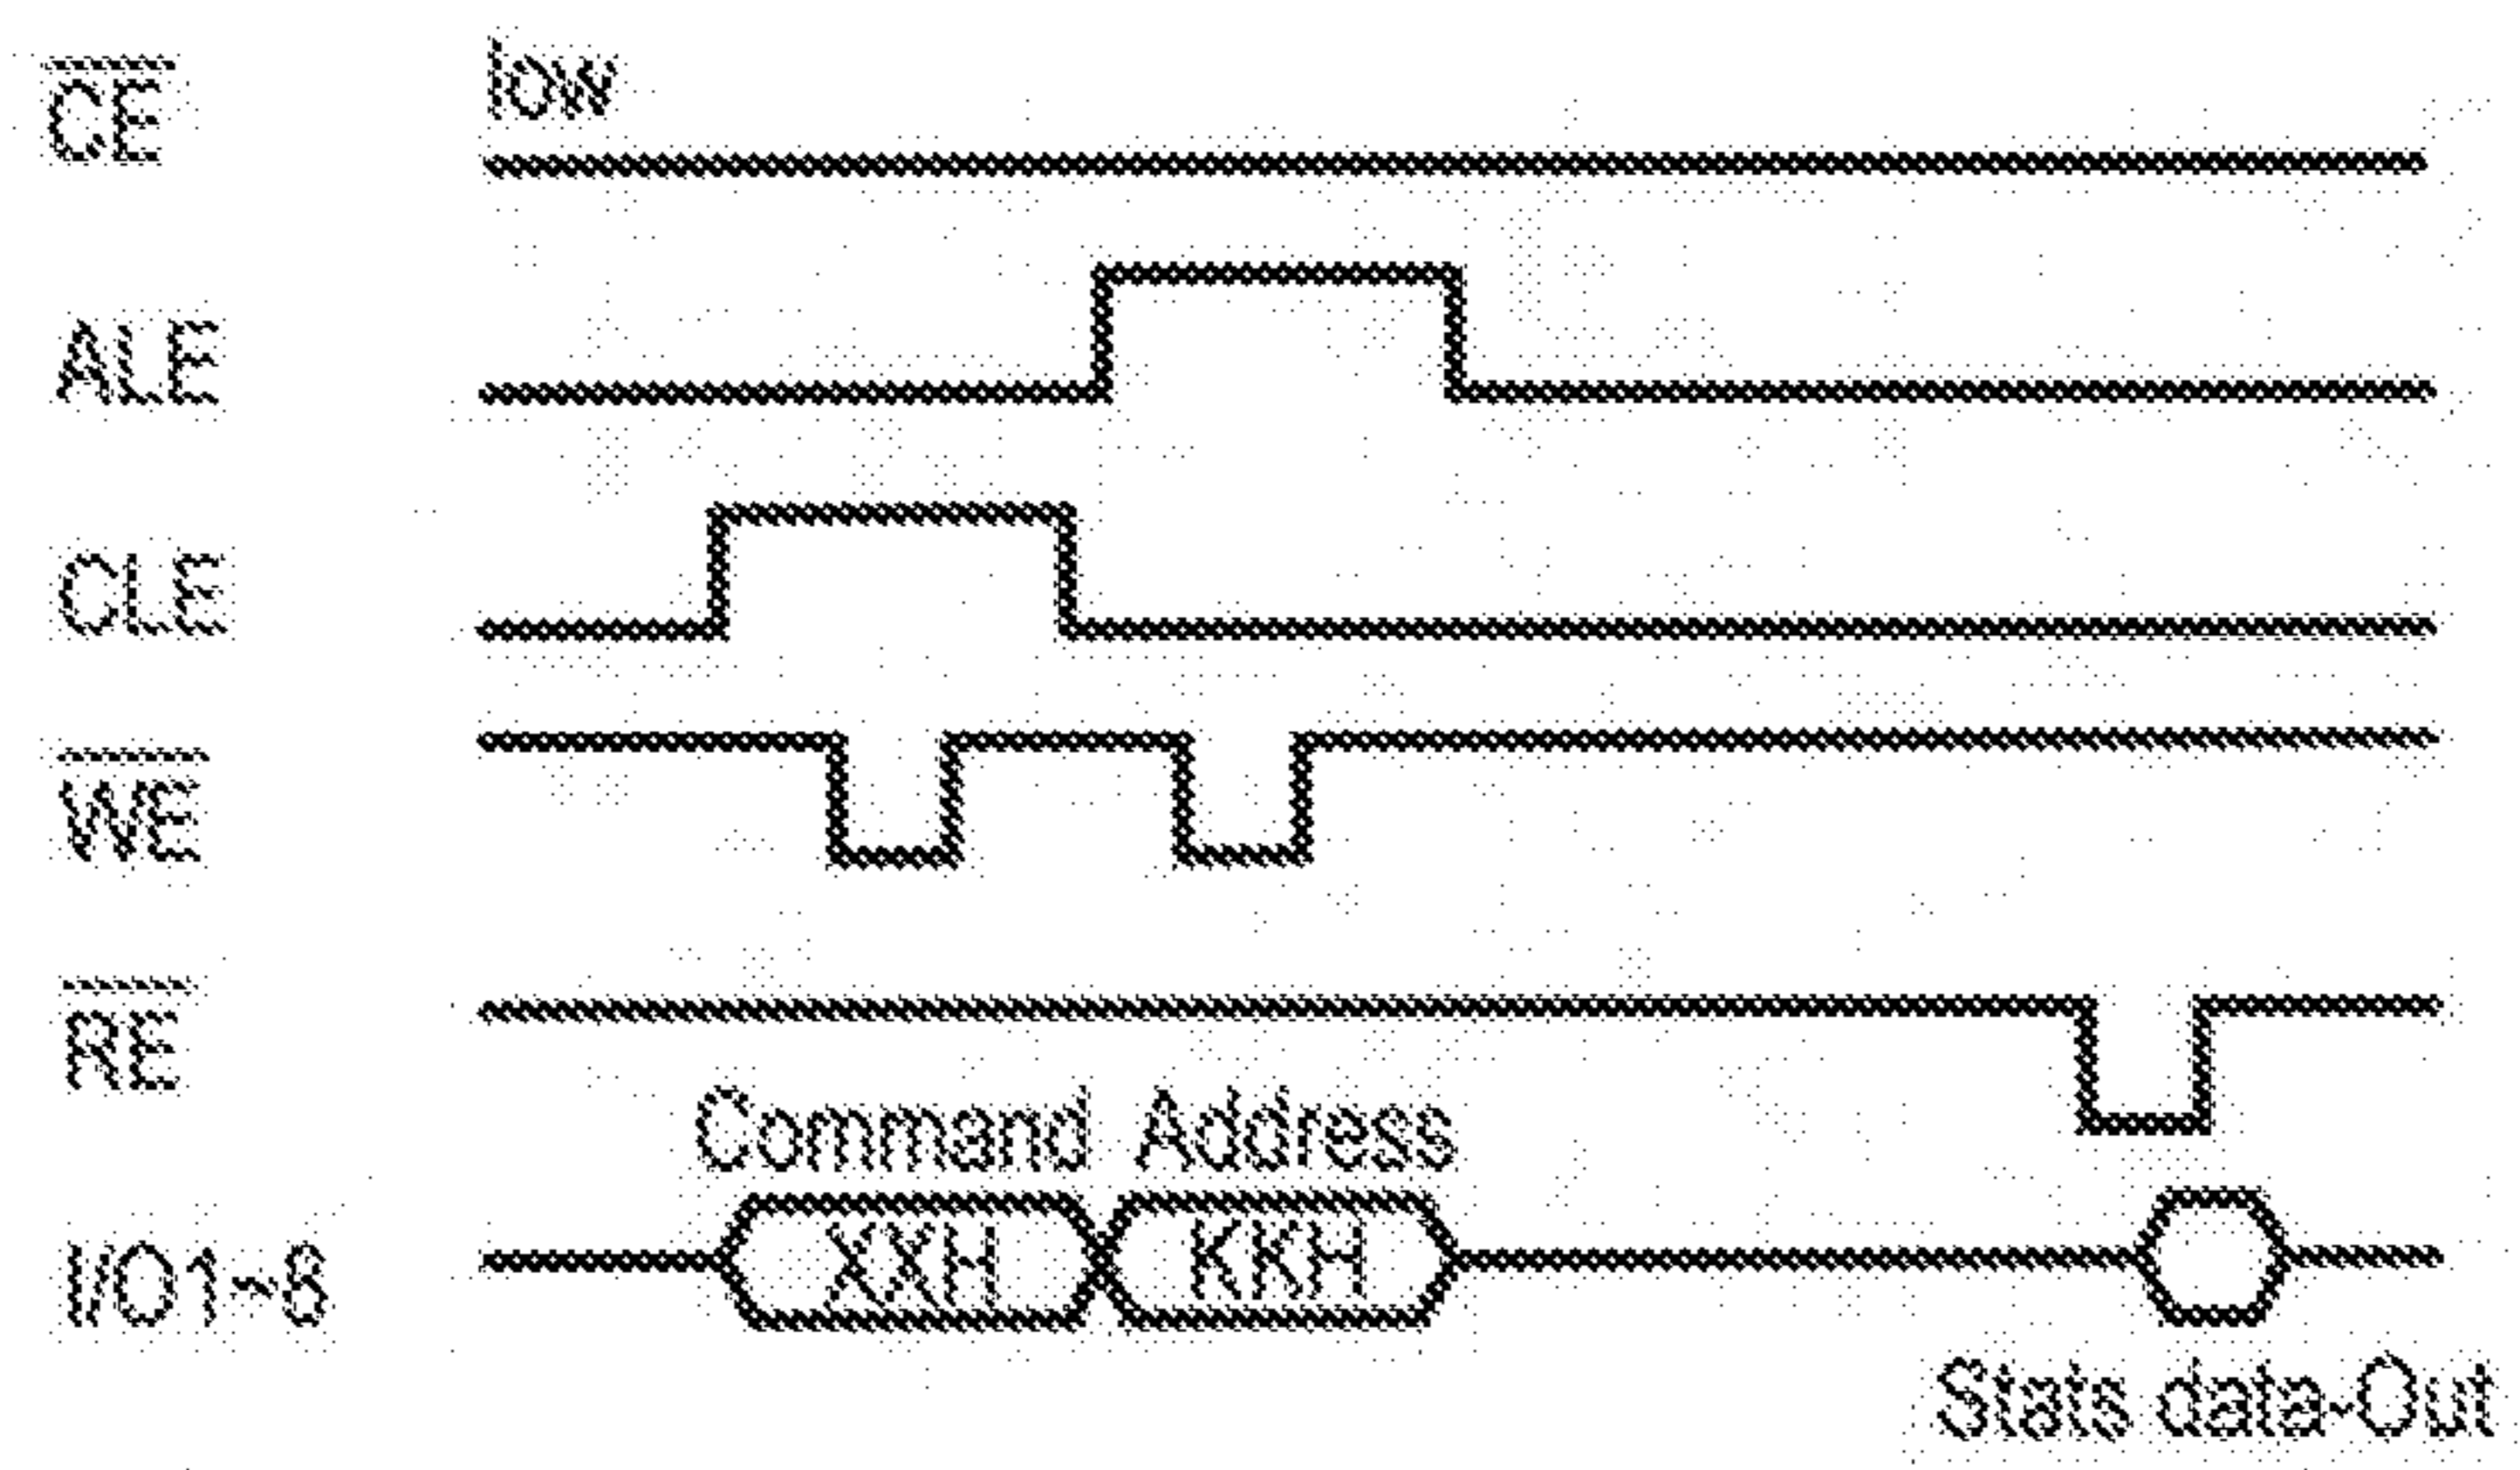 CE low
ALE
CLE
WE
RE
Command Address
I/O1~8 XXH KKH
Stats data-Out